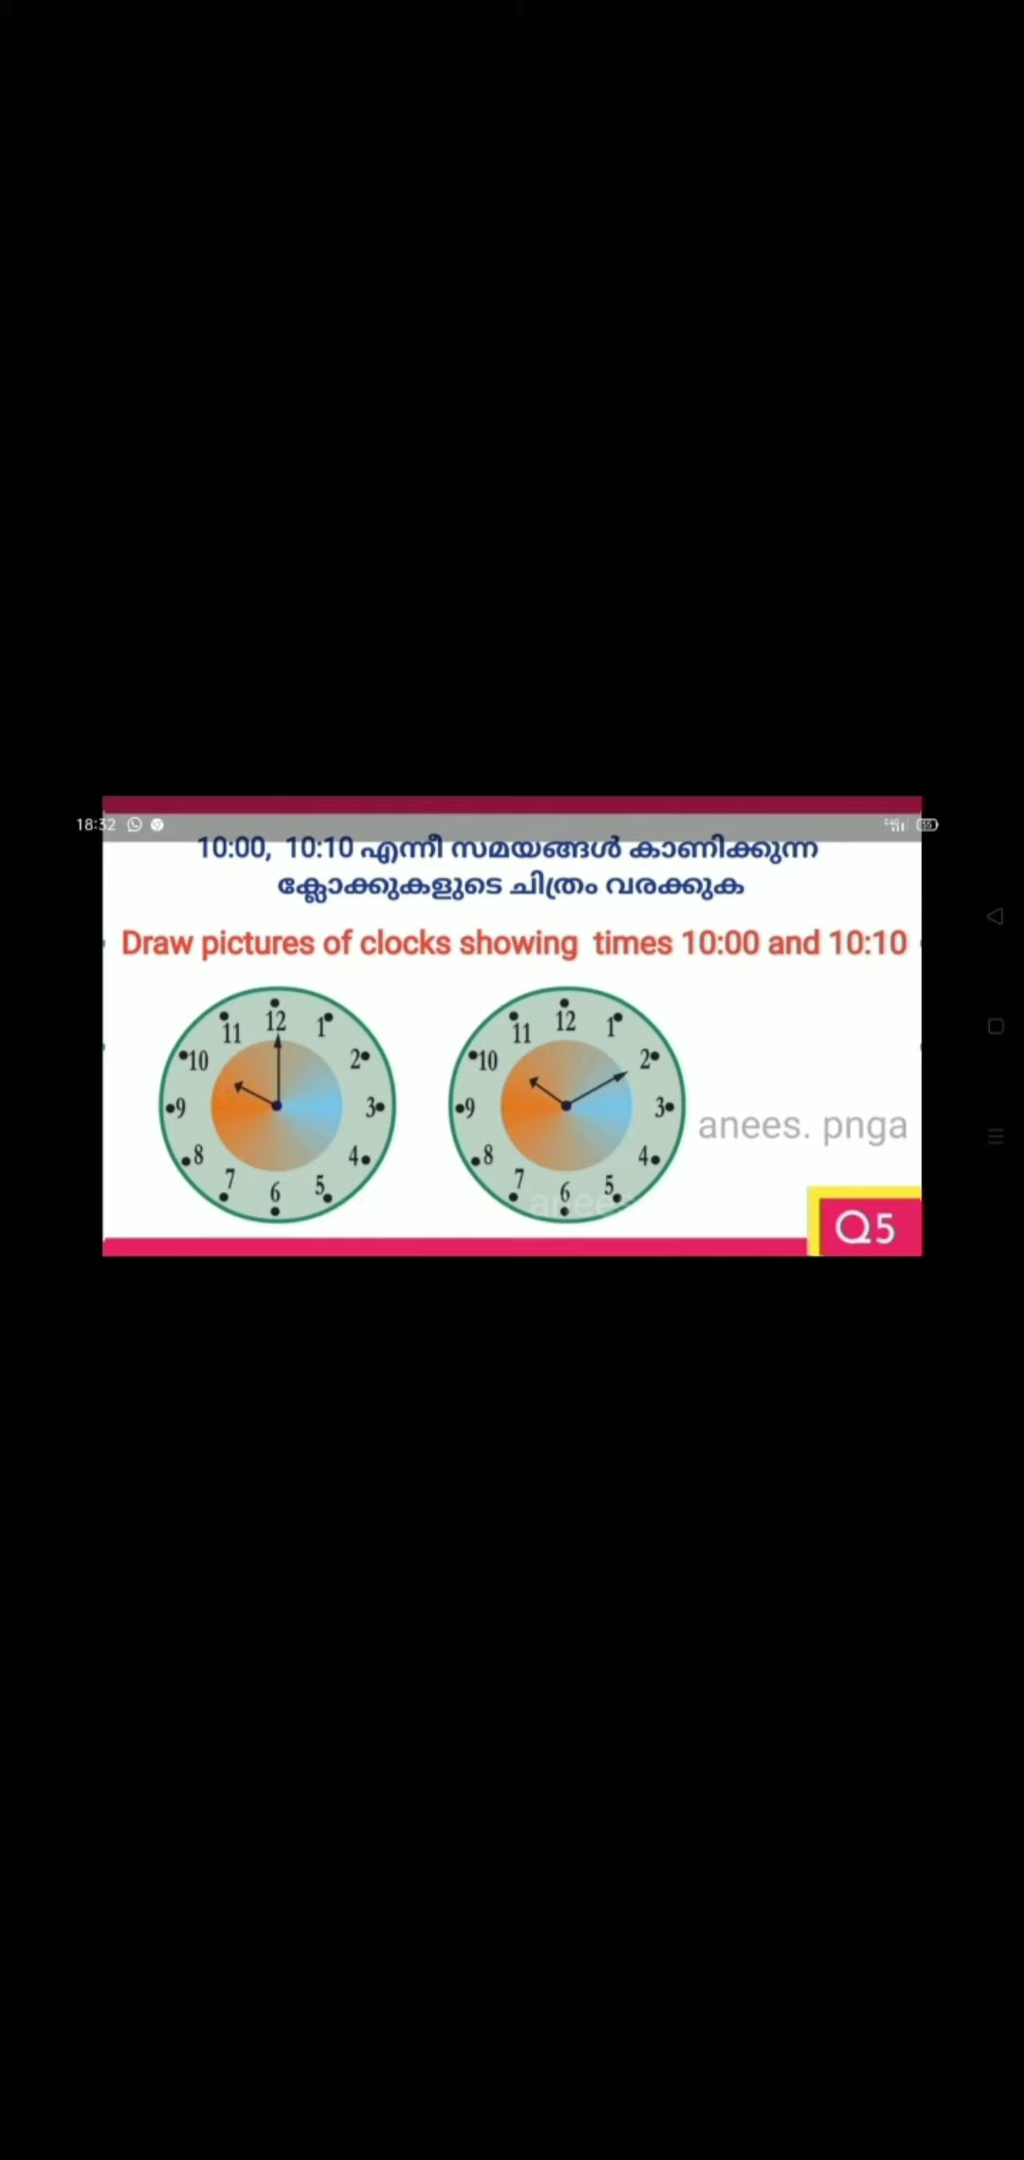 18:32
10:00, 10:10 എന്നീ സമയങ്ങൾ കാണിക്കുന്ന
ക്ലോക്കുകളുടെ ചിത്രം വരക്കുക
Draw pictures of clocks showing times 10:00 and 10:10
12 1 2 3 4 5 6 7 8 9 10 11
12 1 2 3 4 5 6 7 8 9 10 11
anees. pnga
anees
Q5